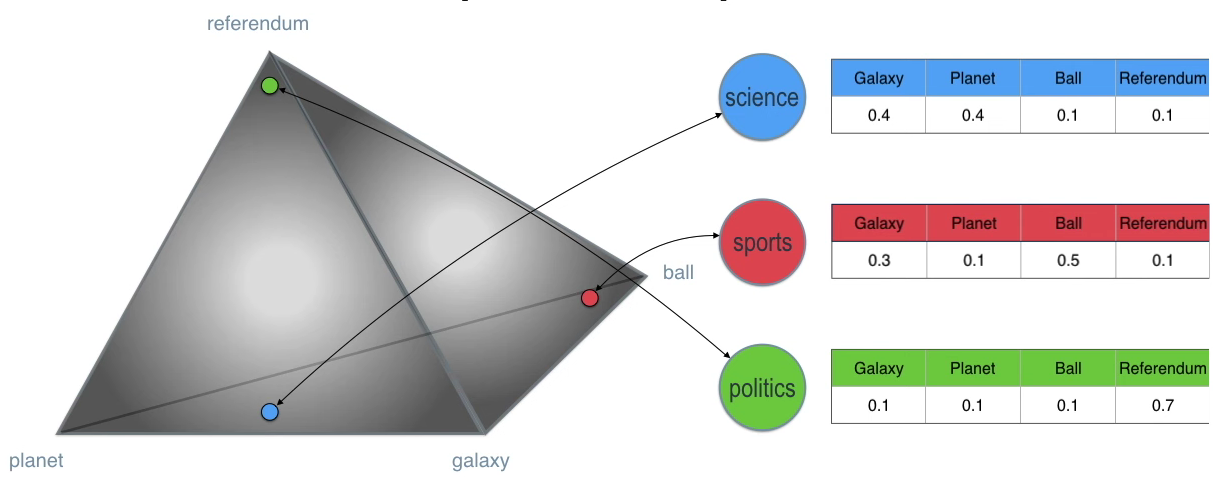 referendum
ball
planet
galaxy
science
Galaxy Planet Ball Referendum
0.4 0.4 0.1 0.1
sports
Galaxy Planet Ball Referendum
0.3 0.1 0.5 0.1
politics
Galaxy Planet Ball Referendum
0.1 0.1 0.1 0.7